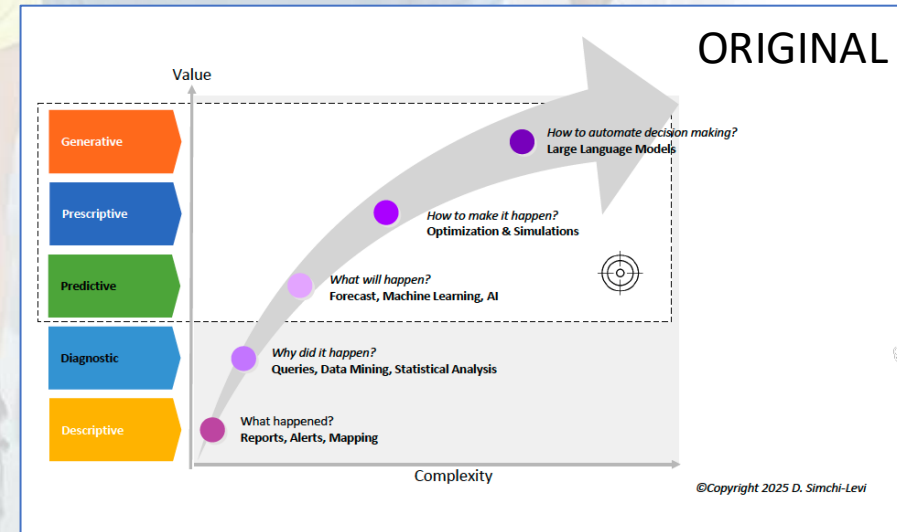 ORIGINAL
Value
Generative
How to automate decision making?
Large Language Models
Prescriptive
How to make it happen?
Optimization & Simulations
Predictive
What will happen?
Forecast, Machine Learning, AI
Diagnostic
Why did it happen?
Queries, Data Mining, Statistical Analysis
Descriptive
What happened?
Reports, Alerts, Mapping
Complexity
©Copyright 2025 D. Simchi-Levi